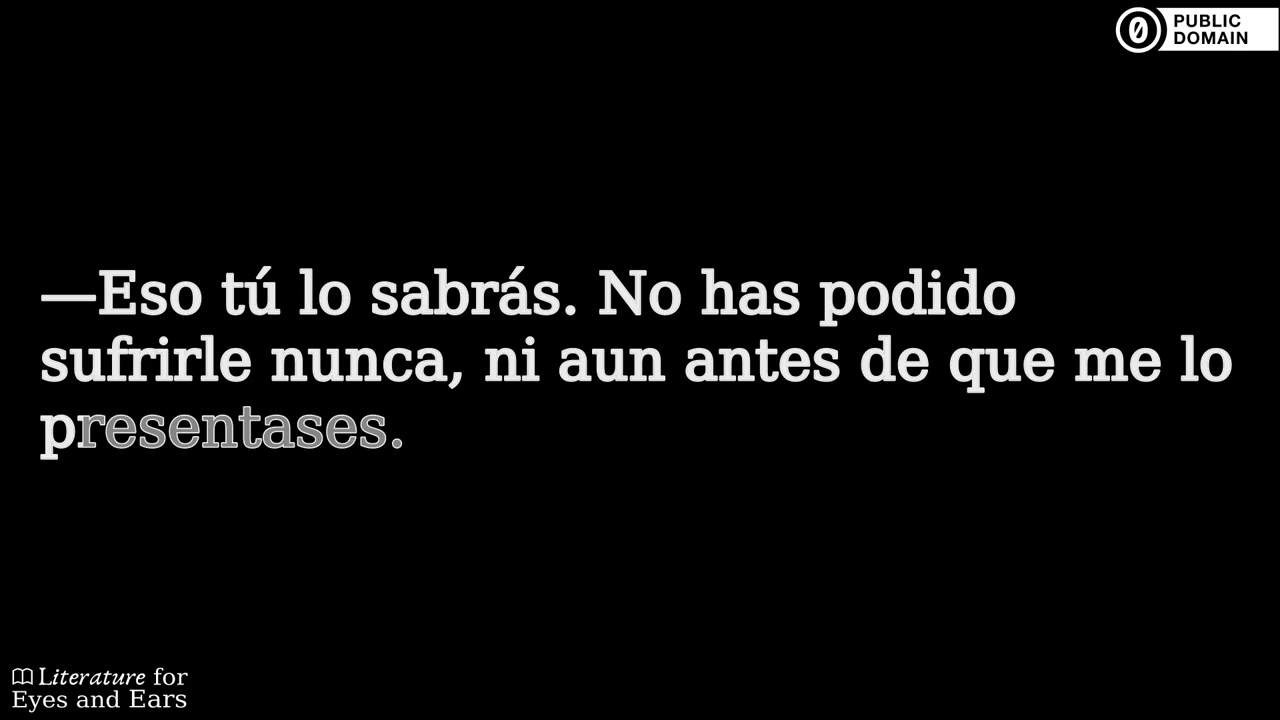 PUBLIC
DOMAIN
—Eso tú lo sabrás. No has podido
sufrirle nunca, ni aun antes de que me lo
presentases.
Literature for
Eyes and Ears